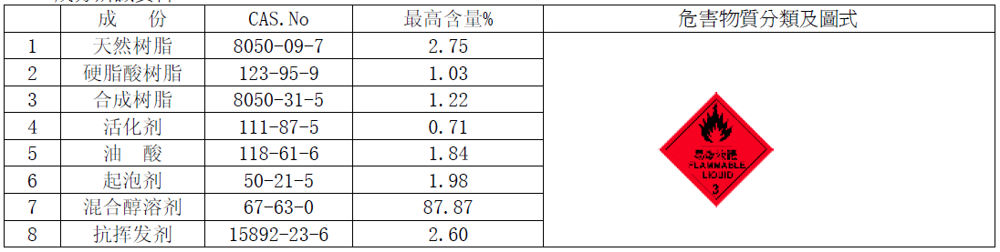 成 份 CAS.No 最高含量% 危害物質分類及圖式
1 天然树脂 8050-09-7 2.75
2 硬脂酸树脂 123-95-9 1.03
3 合成树脂 8050-31-5 1.22
4 活化剂 111-87-5 0.71
5 油 酸 118-61-6 1.84
6 起泡剂 50-21-5 1.98
7 混合醇溶剂 67-63-0 87.87
8 抗挥发剂 15892-23-6 2.60
FLAMMABLE
LIQUID
3